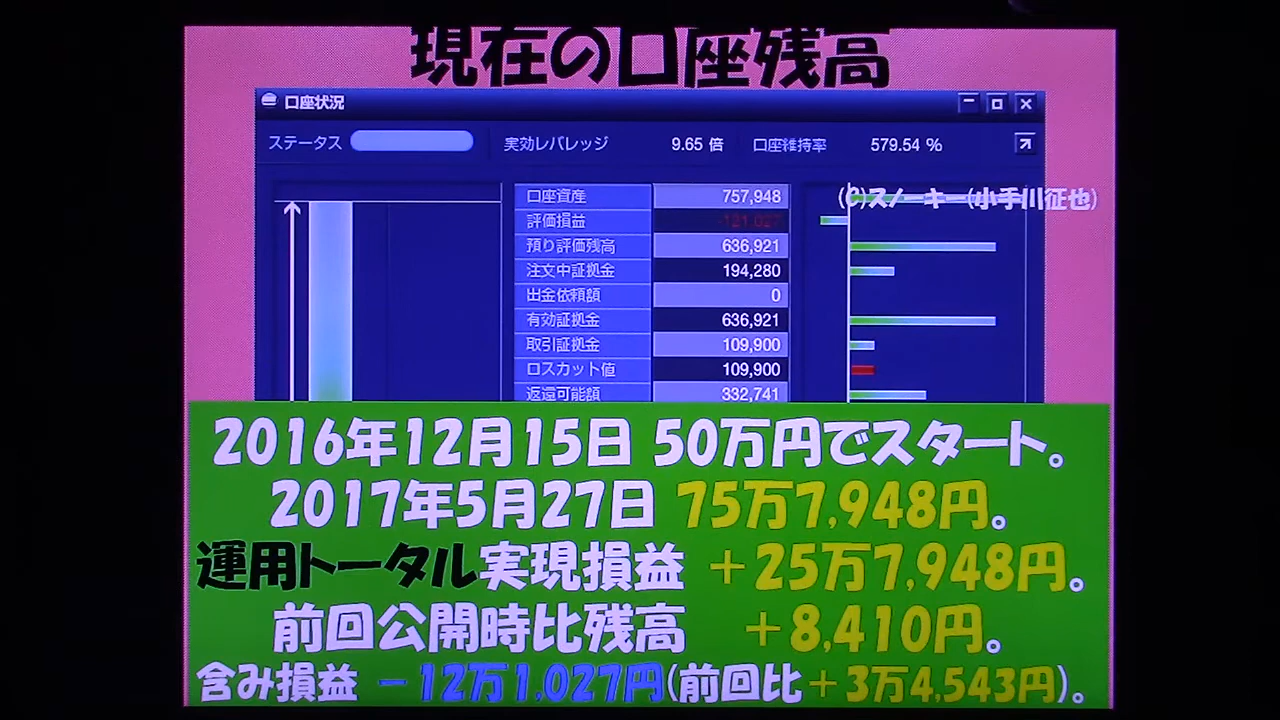 現在の口座残高
口座状況
ステータス 実効レバレッジ 9.65 倍 口座維持率 579.54 %
(C)スノーキー(小手川征也)
口座資産 757,948
評価損益 -121,027
預り評価残高 636,921
注文中証拠金 194,280
出金依頼額 0
有効証拠金 636,921
取引証拠金 109,900
ロスカット値 109,900
返還可能額 332,741
2016年12月15日 50万円でスタート。
2017年5月27日 75万7,948円。
運用トータル実現損益 +25万7,948円。
前回公開時比残高 +8,410円。
含み損益 -12万1,027円(前回比+3万4,543円)。